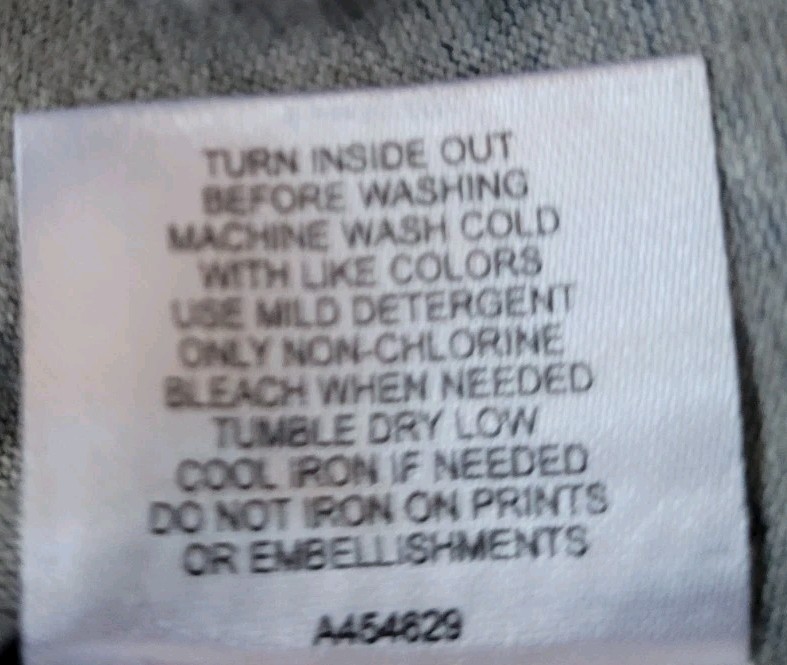 TURN INSIDE OUT
BEFORE WASHING
MACHINE WASH COLD
WITH LIKE COLORS
USE MILD DETERGENT
ONLY NON-CHLORINE
BLEACH WHEN NEEDED
TUMBLE DRY LOW
COOL IRON IF NEEDED
DO NOT IRON ON PRINTS
OR EMBELLISHMENTS
A454829